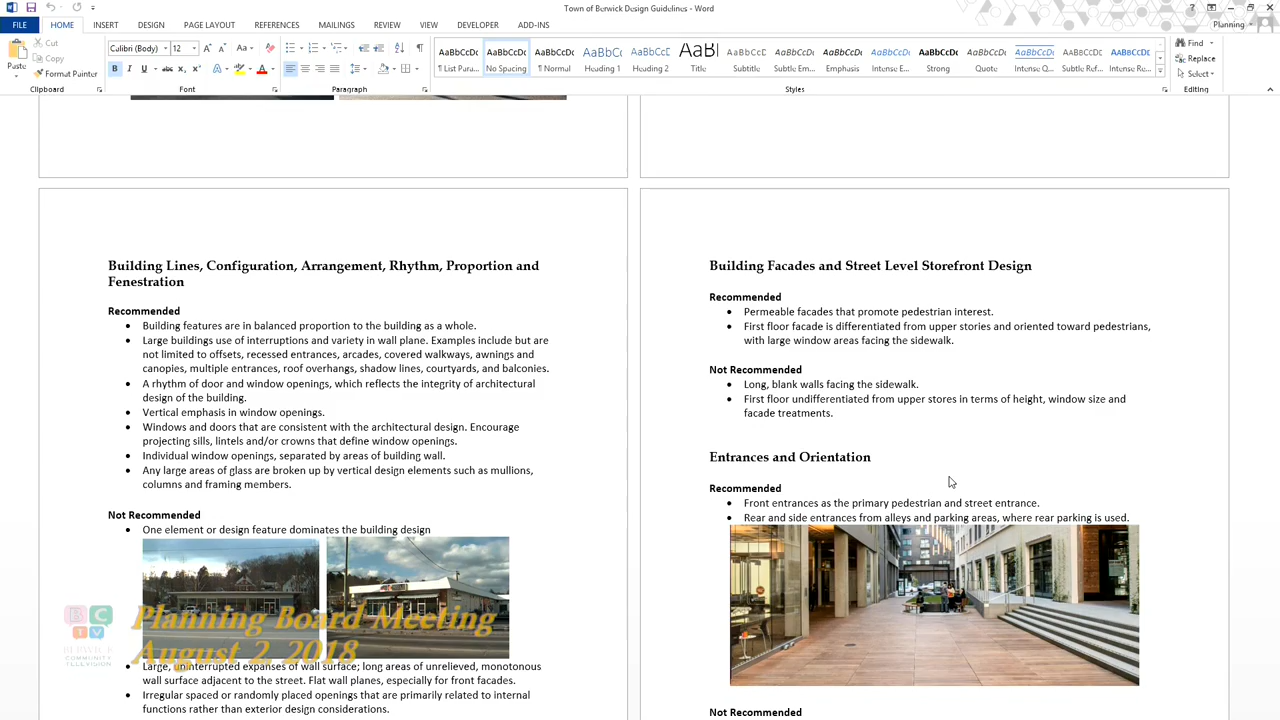 Town of Berwick Design Guidelines - Word
FILE HOME INSERT DESIGN PAGE LAYOUT REFERENCES MAILINGS REVIEW VIEW DEVELOPER ADD-INS
Planning
Cut
Copy
Format Painter
Paste
Clipboard
Calibri (Body) 12
Font
Paragraph
AaBbCcDc AaBbCcDc AaBbCcDc AaBbCc AaBbCcDc AaBl AaBbCcDc AaBbCcDc AaBbCcDc AaBbCcDc AaBbCcDc AaBbCcDc AaBbCcDc AaBbCcDc AaBbCcDc
¶ List Para... No Spacing ¶ Normal Heading 1 Heading 2 Title Subtitle Subtle Em... Emphasis Intense E... Strong Quote Intense Q... Subtle Ref... Intense Re...
Styles
Find
Replace
Select
Editing
Building Lines, Configuration, Arrangement, Rhythm, Proportion and
Fenestration
Recommended
• Building features are in balanced proportion to the building as a whole.
• Large buildings use of interruptions and variety in wall plane. Examples include but are
not limited to offsets, recessed entrances, arcades, covered walkways, awnings and
canopies, multiple entrances, roof overhangs, shadow lines, courtyards, and balconies.
• A rhythm of door and window openings, which reflects the integrity of architectural
design of the building.
• Vertical emphasis in window openings.
• Windows and doors that are consistent with the architectural design. Encourage
projecting sills, lintels and/or crowns that define window openings.
• Individual window openings, separated by areas of building wall.
• Any large areas of glass are broken up by vertical design elements such as mullions,
columns and framing members.
Not Recommended
• One element or design feature dominates the building design
• Large, uninterrupted expanses of wall surface; long areas of unrelieved, monotonous
wall surface adjacent to the street. Flat wall planes, especially for front facades.
• Irregular spaced or randomly placed openings that are primarily related to internal
functions rather than exterior design considerations.
Building Facades and Street Level Storefront Design
Recommended
• Permeable facades that promote pedestrian interest.
• First floor facade is differentiated from upper stories and oriented toward pedestrians,
with large window areas facing the sidewalk.
Not Recommended
• Long, blank walls facing the sidewalk.
• First floor undifferentiated from upper stores in terms of height, window size and
facade treatments.
Entrances and Orientation
Recommended
• Front entrances as the primary pedestrian and street entrance.
• Rear and side entrances from alleys and parking areas, where rear parking is used.
Not Recommended
B C
TV
BERWICK
COMMUNITY
TELEVISION
Planning Board Meeting
August 2, 2018